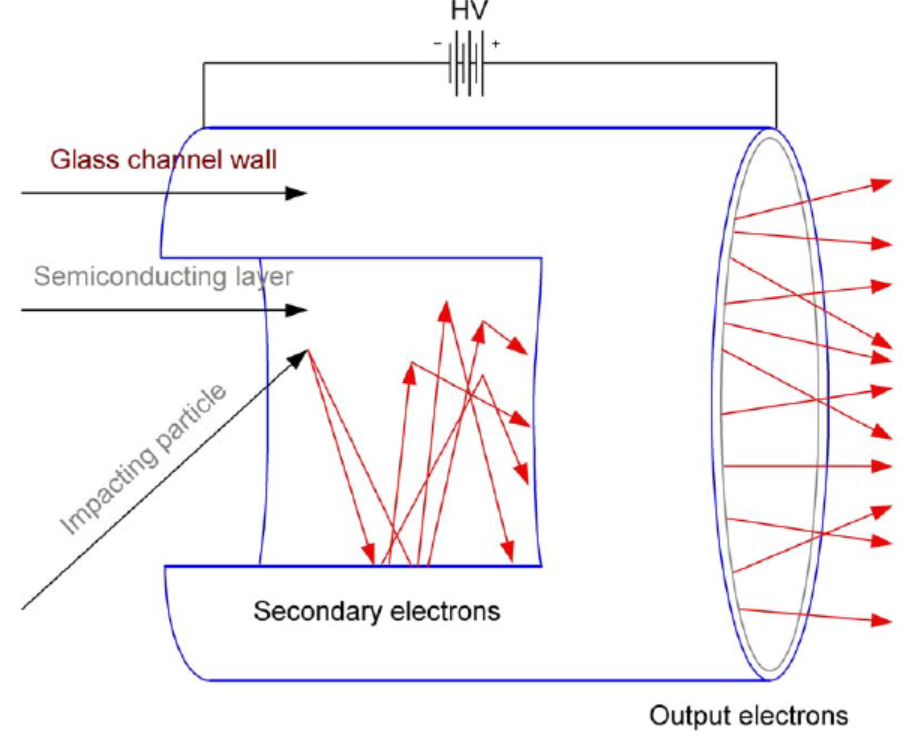 HV
- +
Glass channel wall
Semiconducting layer
Impacting particle
Secondary electrons
Output electrons